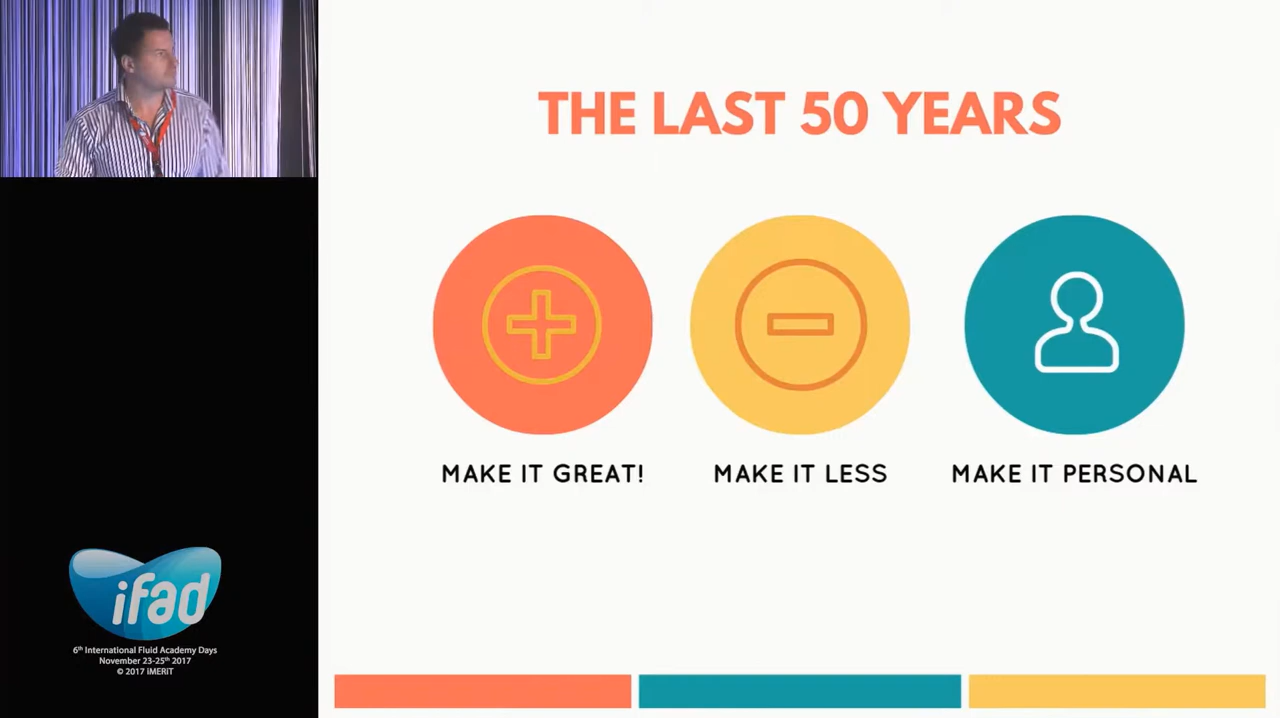 THE LAST 50 YEARS
MAKE IT GREAT!
MAKE IT LESS
MAKE IT PERSONAL
ifad
6th International Fluid Academy Days
November 23-25th 2017
© 2017 iMERiT